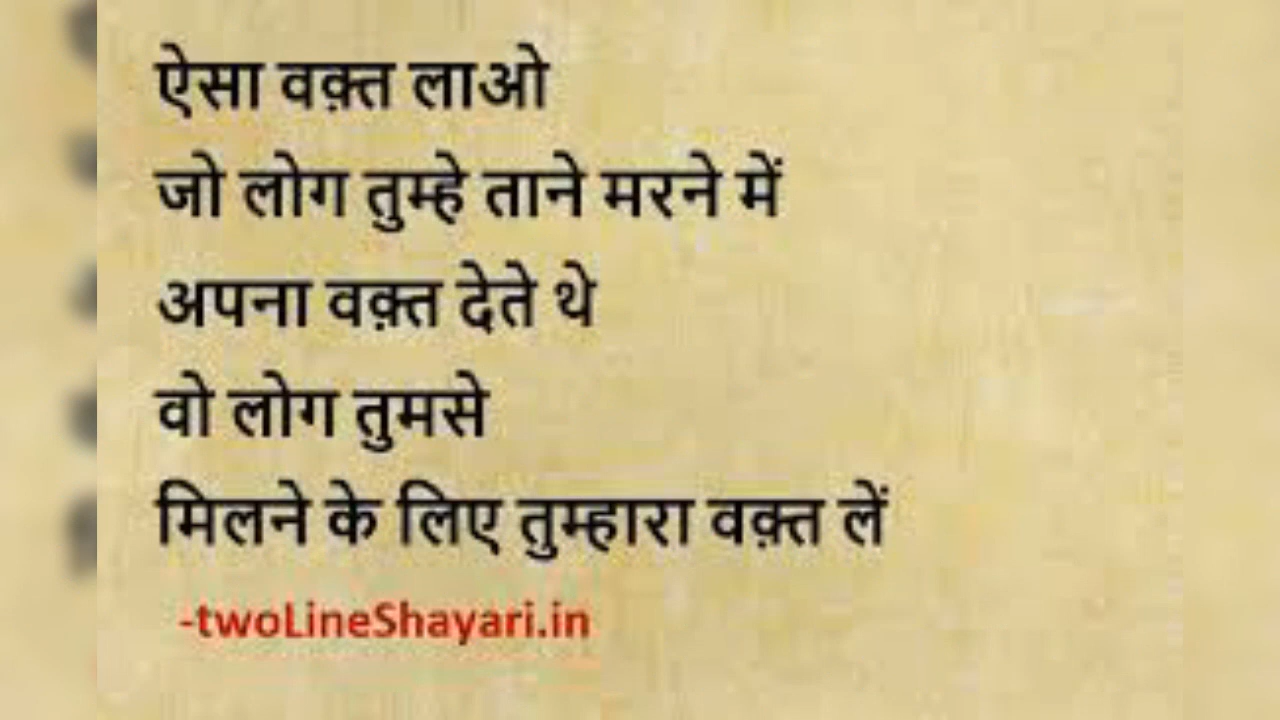 ऐसा वक़्त लाओ
जो लोग तुम्हे ताने मरने में
अपना वक़्त देते थे
वो लोग तुमसे
मिलने के लिए तुम्हारा वक़्त लें
-twoLineShayari.in